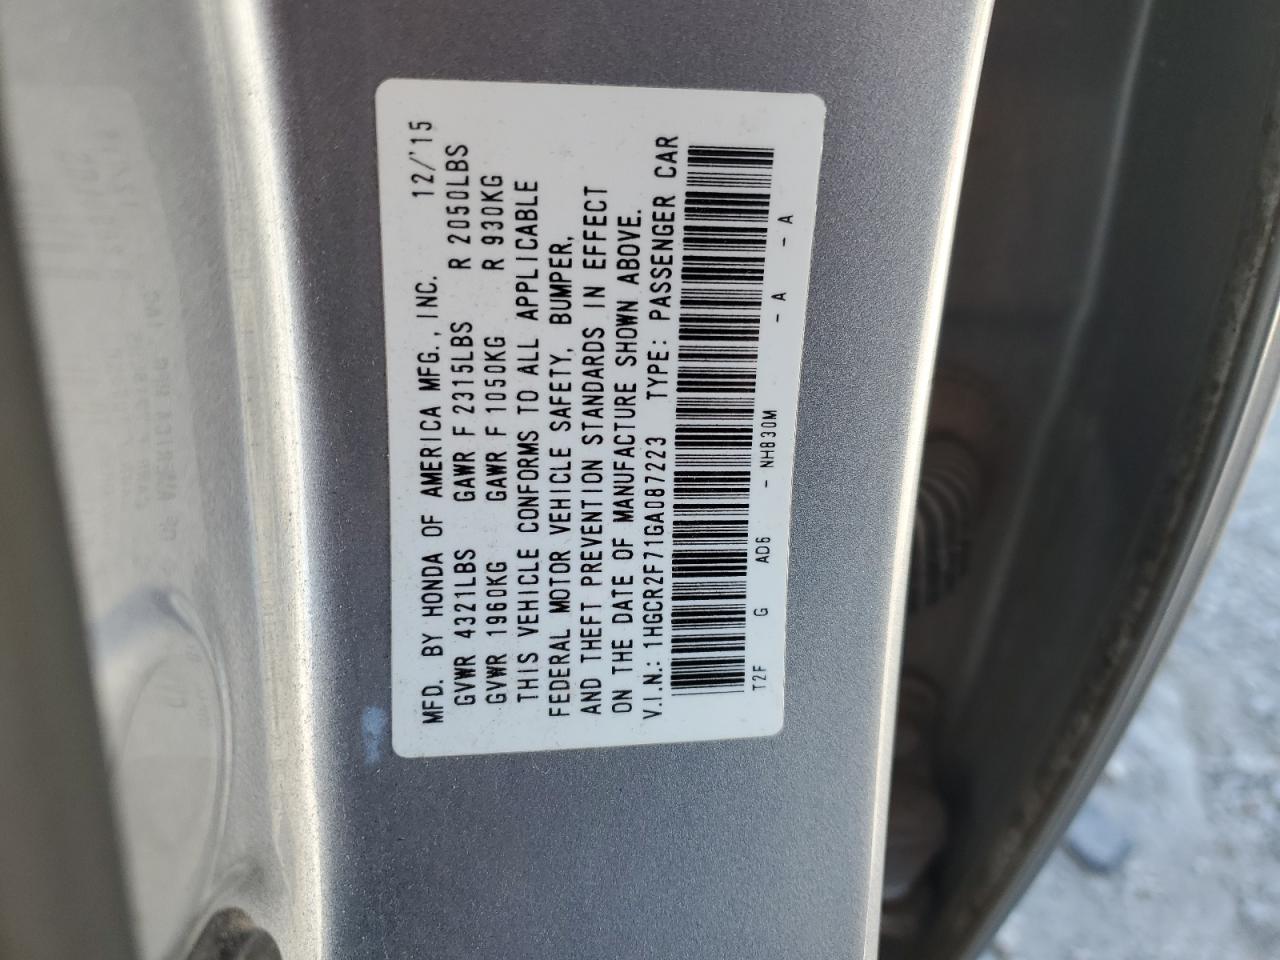 MFD. BY HONDA OF AMERICA MFG., INC. 12/'15
GVWR 4321LBS GAWR F 2315LBS R 2050LBS
GVWR 1960KG GAWR F 1050KG R 930KG
THIS VEHICLE CONFORMS TO ALL APPLICABLE
FEDERAL MOTOR VEHICLE SAFETY, BUMPER,
AND THEFT PREVENTION STANDARDS IN EFFECT
ON THE DATE OF MANUFACTURE SHOWN ABOVE.
V.I.N.: 1HGCR2F71GA087223 TYPE: PASSENGER CAR
T2F G AD6 - NH830M - A - A